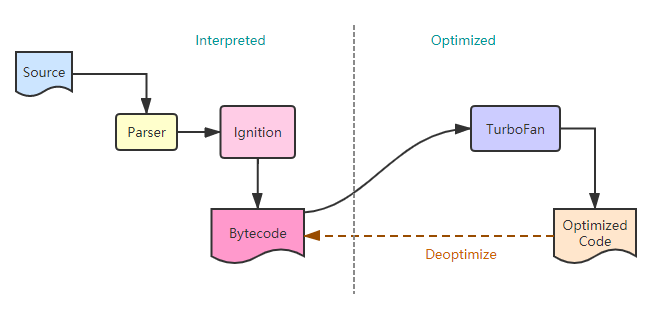 Interpreted
Optimized
Source
Parser
Ignition
TurboFan
Bytecode
Optimized
Code
Deoptimize